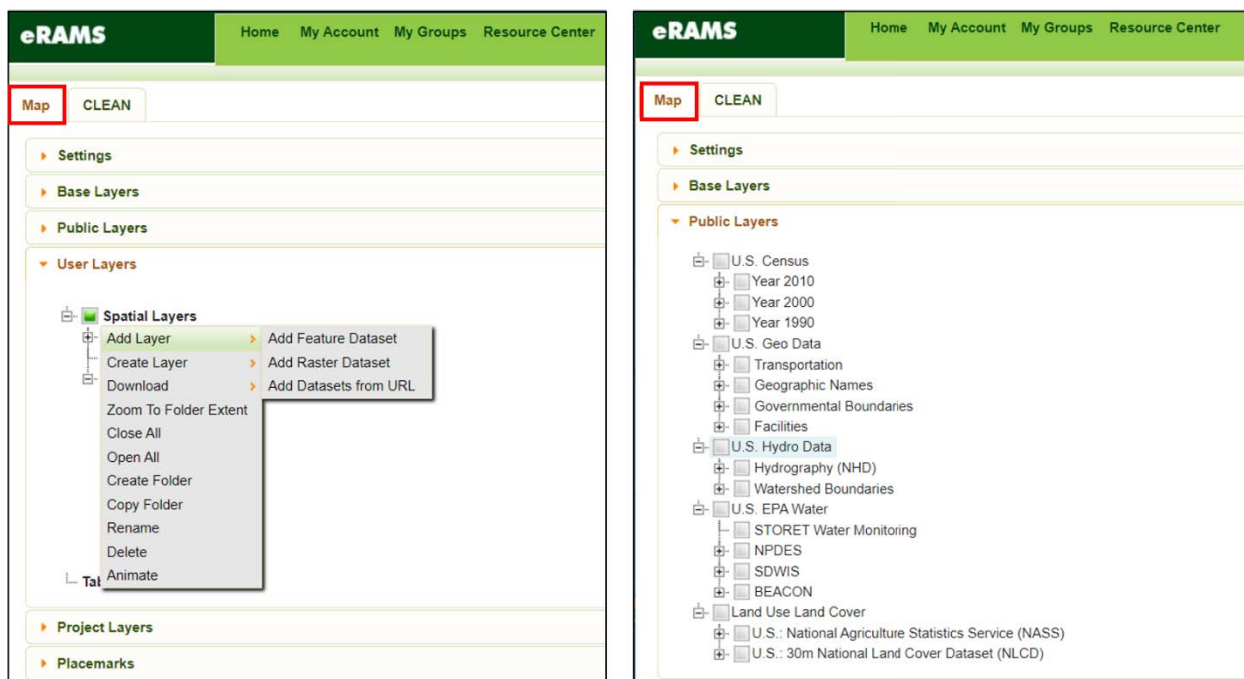 eRAMS Home My Account My Groups Resource Center
Map CLEAN
Settings
Base Layers
Public Layers
User Layers
Spatial Layers
Add Layer Add Feature Dataset
Create Layer Add Raster Dataset
Download Add Datasets from URL
Zoom To Folder Extent
Close All
Open All
Create Folder
Copy Folder
Rename
Delete
Animate
Project Layers
Placemarks
eRAMS Home My Account My Groups Resource Center
Map CLEAN
Settings
Base Layers
Public Layers
U.S. Census
Year 2010
Year 2000
Year 1990
U.S. Geo Data
Transportation
Geographic Names
Governmental Boundaries
Facilities
U.S. Hydro Data
Hydrography (NHD)
Watershed Boundaries
U.S. EPA Water
STORET Water Monitoring
NPDES
SDWIS
BEACON
Land Use Land Cover
U.S.: National Agriculture Statistics Service (NASS)
U.S.: 30m National Land Cover Dataset (NLCD)